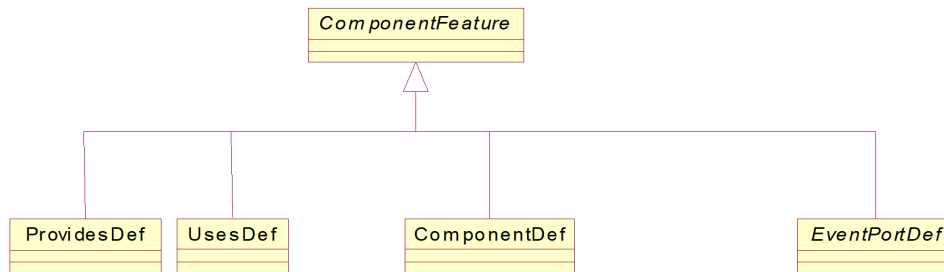 ComponentFeature
ProvidesDef
UsesDef
ComponentDef
EventPortDef